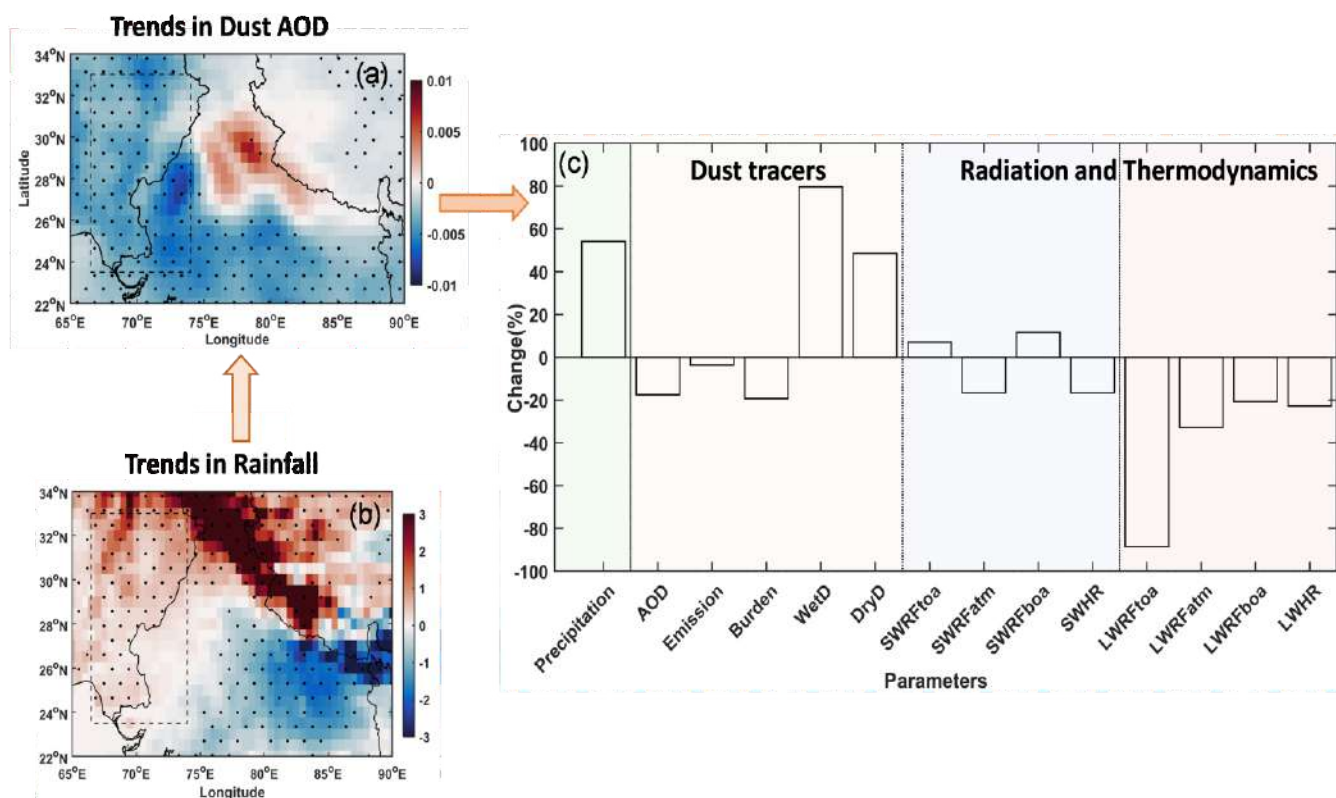 Trends in Dust AOD
(a)
34°N
32°N
30°N
28°N
26°N
24°N
22°N
Latitude
65°E 70°E 75°E 80°E 85°E 90°E
Longitude
0.01
0.005
0
-0.005
-0.01
Trends in Rainfall
(b)
34°N
32°N
30°N
28°N
26°N
24°N
22°N
65°E 70°E 75°E 80°E 85°E 90°E
Longitude
3
2
1
0
-1
-2
-3
(c)
Dust tracers
Radiation and Thermodynamics
100
80
60
40
20
0
-20
-40
-60
-80
-100
Change(%)
Precipitation
AOD
Emission
Burden
WetD
DryD
SWRFtoa
SWRFatm
SWRFboa
SWHR
LWRFtoa
LWRFatm
LWRFboa
LWHR
Parameters